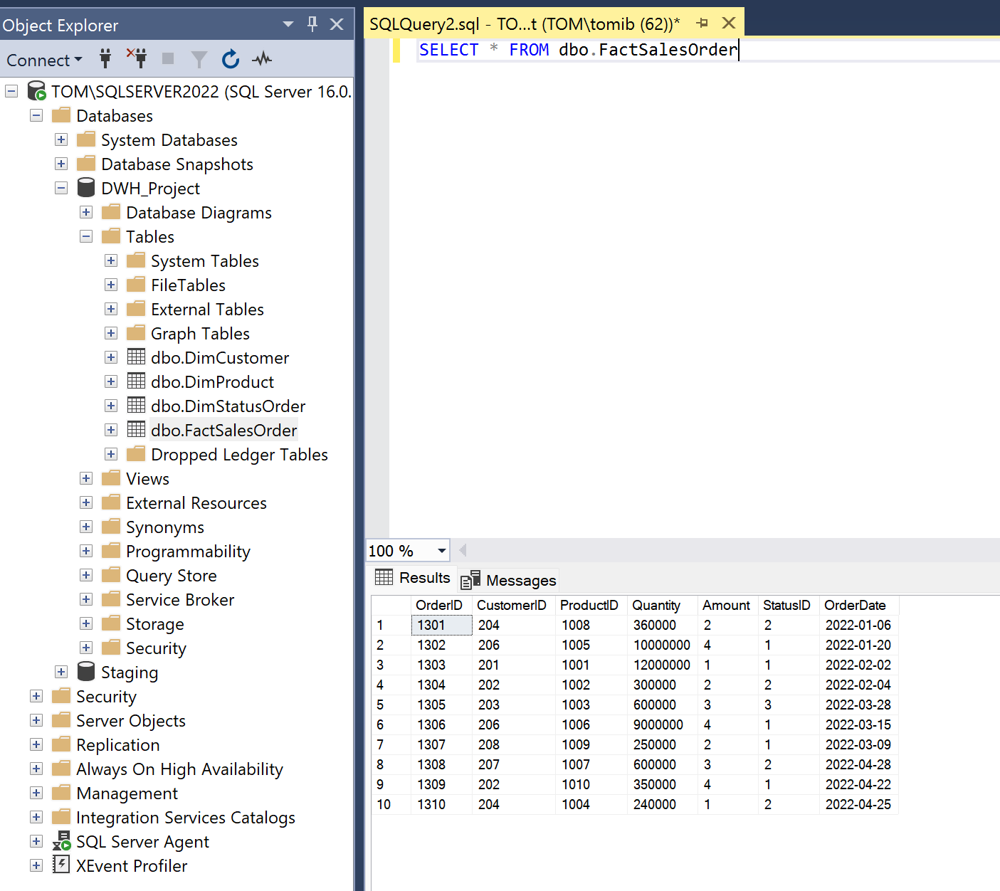 Object Explorer
Connect
TOM\SQLSERVER2022 (SQL Server 16.0.
Databases
System Databases
Database Snapshots
DWH_Project
Database Diagrams
Tables
System Tables
FileTables
External Tables
Graph Tables
dbo.DimCustomer
dbo.DimProduct
dbo.DimStatusOrder
dbo.FactSalesOrder
Dropped Ledger Tables
Views
External Resources
Synonyms
Programmability
Query Store
Service Broker
Storage
Security
Staging
Security
Server Objects
Replication
Always On High Availability
Management
Integration Services Catalogs
SQL Server Agent
XEvent Profiler
SQLQuery2.sql - TO...t (TOM\tomib (62))*
SELECT * FROM dbo.FactSalesOrder
100 %
Results Messages
OrderID CustomerID ProductID Quantity Amount StatusID OrderDate
1 1301 204 1008 360000 2 2 2022-01-06
2 1302 206 1005 10000000 4 1 2022-01-20
3 1303 201 1001 12000000 1 1 2022-02-02
4 1304 202 1002 300000 2 2 2022-02-04
5 1305 203 1003 600000 3 3 2022-03-28
6 1306 206 1006 9000000 4 1 2022-03-15
7 1307 208 1009 250000 2 1 2022-03-09
8 1308 207 1007 600000 3 2 2022-04-28
9 1309 202 1010 350000 4 1 2022-04-22
10 1310 204 1004 240000 1 2 2022-04-25